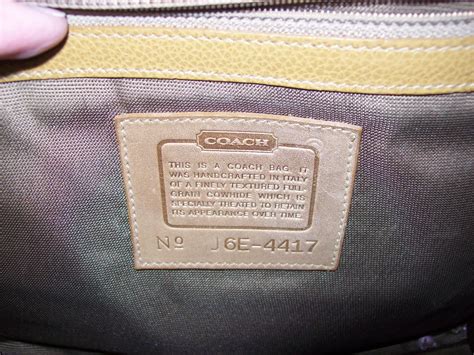 COACH
THIS IS A COACH BAG. IT
WAS HANDCRAFTED IN ITALY
OF A FINELY TEXTURED FULL-
GRAIN COWHIDE WHICH IS
SPECIALLY TREATED TO RETAIN
ITS APPEARANCE OVER TIME.
No J6E-4417